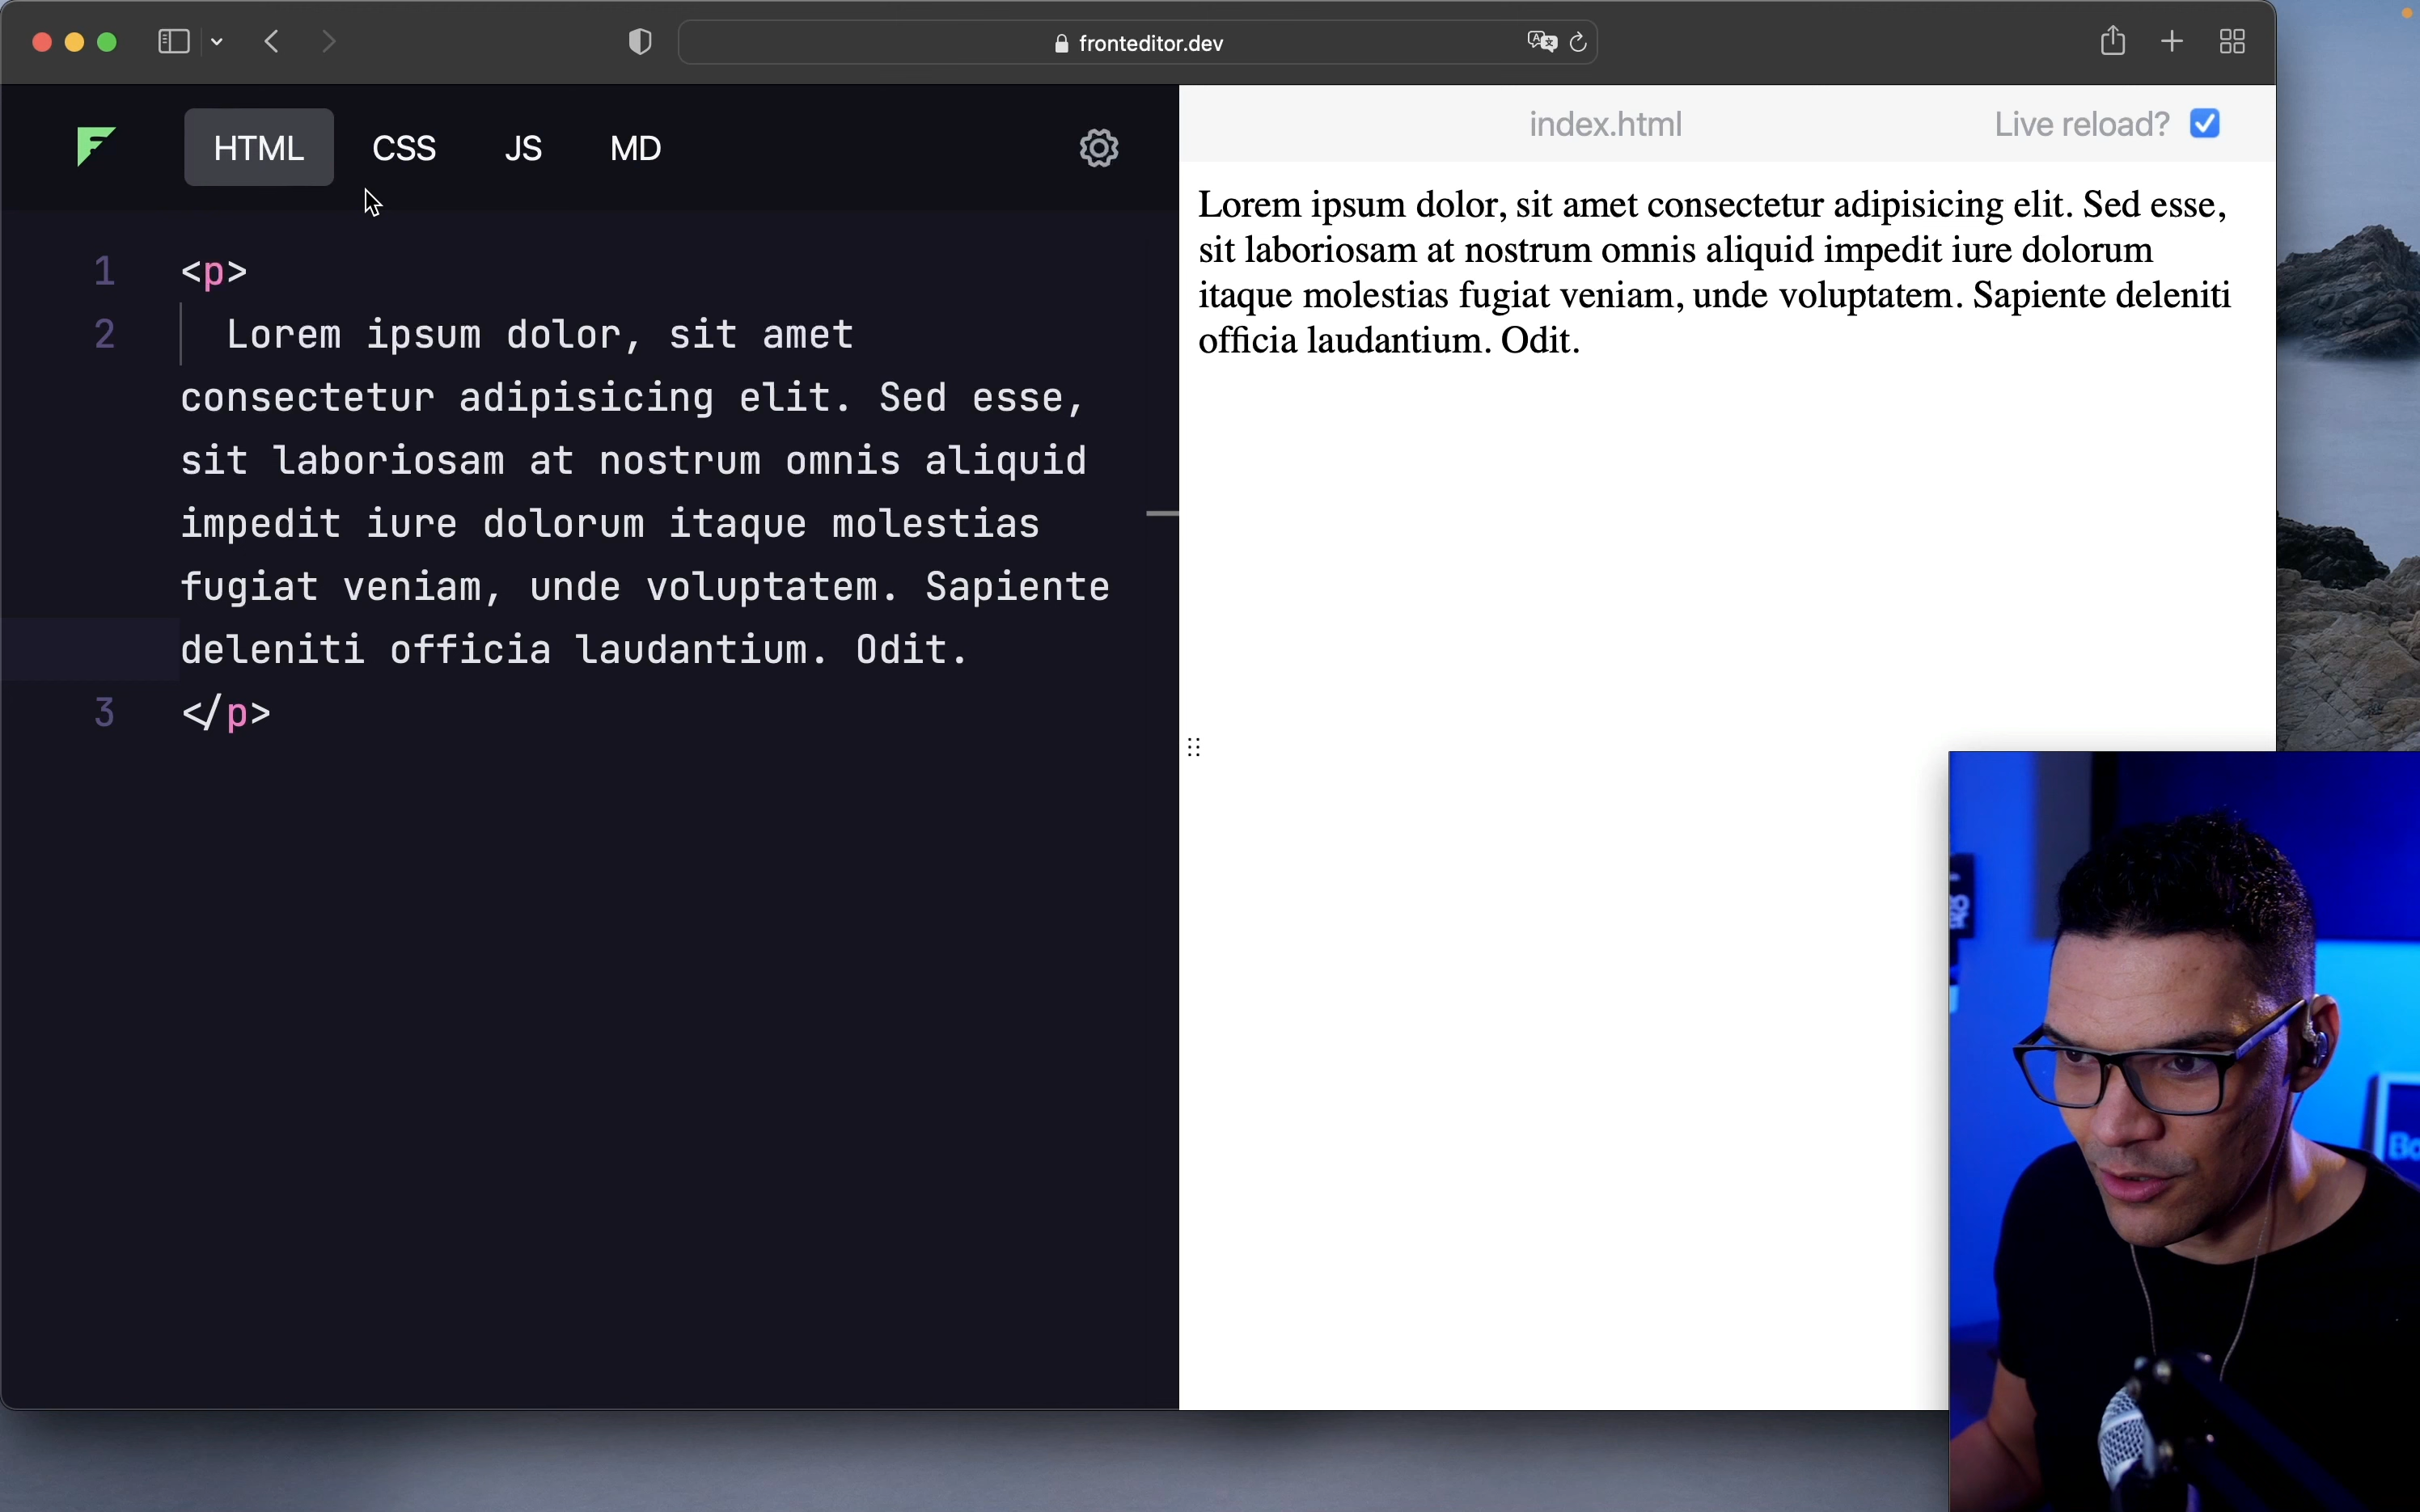 fronteditor.dev
HTML CSS JS MD
1 <p>
2 Lorem ipsum dolor, sit amet
consectetur adipisicing elit. Sed esse,
sit laboriosam at nostrum omnis aliquid
impedit iure dolorum itaque molestias
fugiat veniam, unde voluptatem. Sapiente
deleniti officia laudantium. Odit.
3 </p>
index.html Live reload?
Lorem ipsum dolor, sit amet consectetur adipisicing elit. Sed esse,
sit laboriosam at nostrum omnis aliquid impedit iure dolorum
itaque molestias fugiat veniam, unde voluptatem. Sapiente deleniti
officia laudantium. Odit.